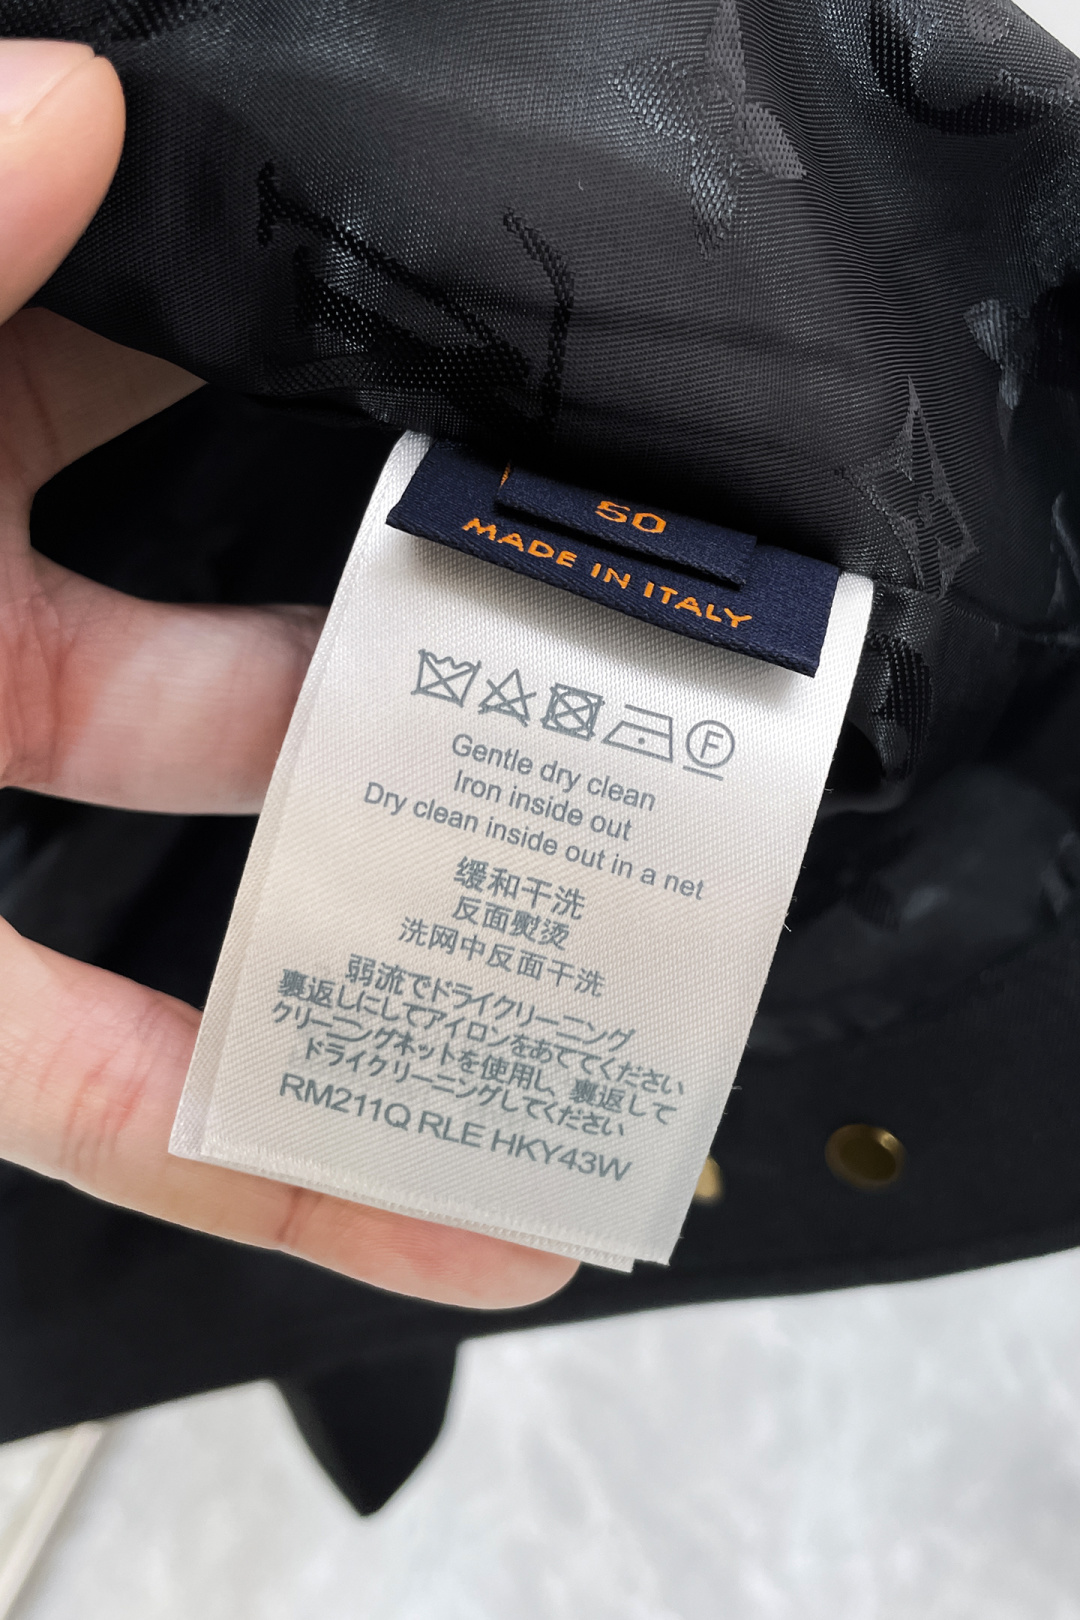 50
MADE IN ITALY
F
Gentle dry clean
Iron inside out
Dry clean inside out in a net
缓和干洗
反面熨烫
洗网中反面干洗
弱流でドライクリーニング
裏返しにしてアイロンをあててください
クリーニングネットを使用し、裏返して
ドライクリーニングしてください
RM211Q RLE HKY43W